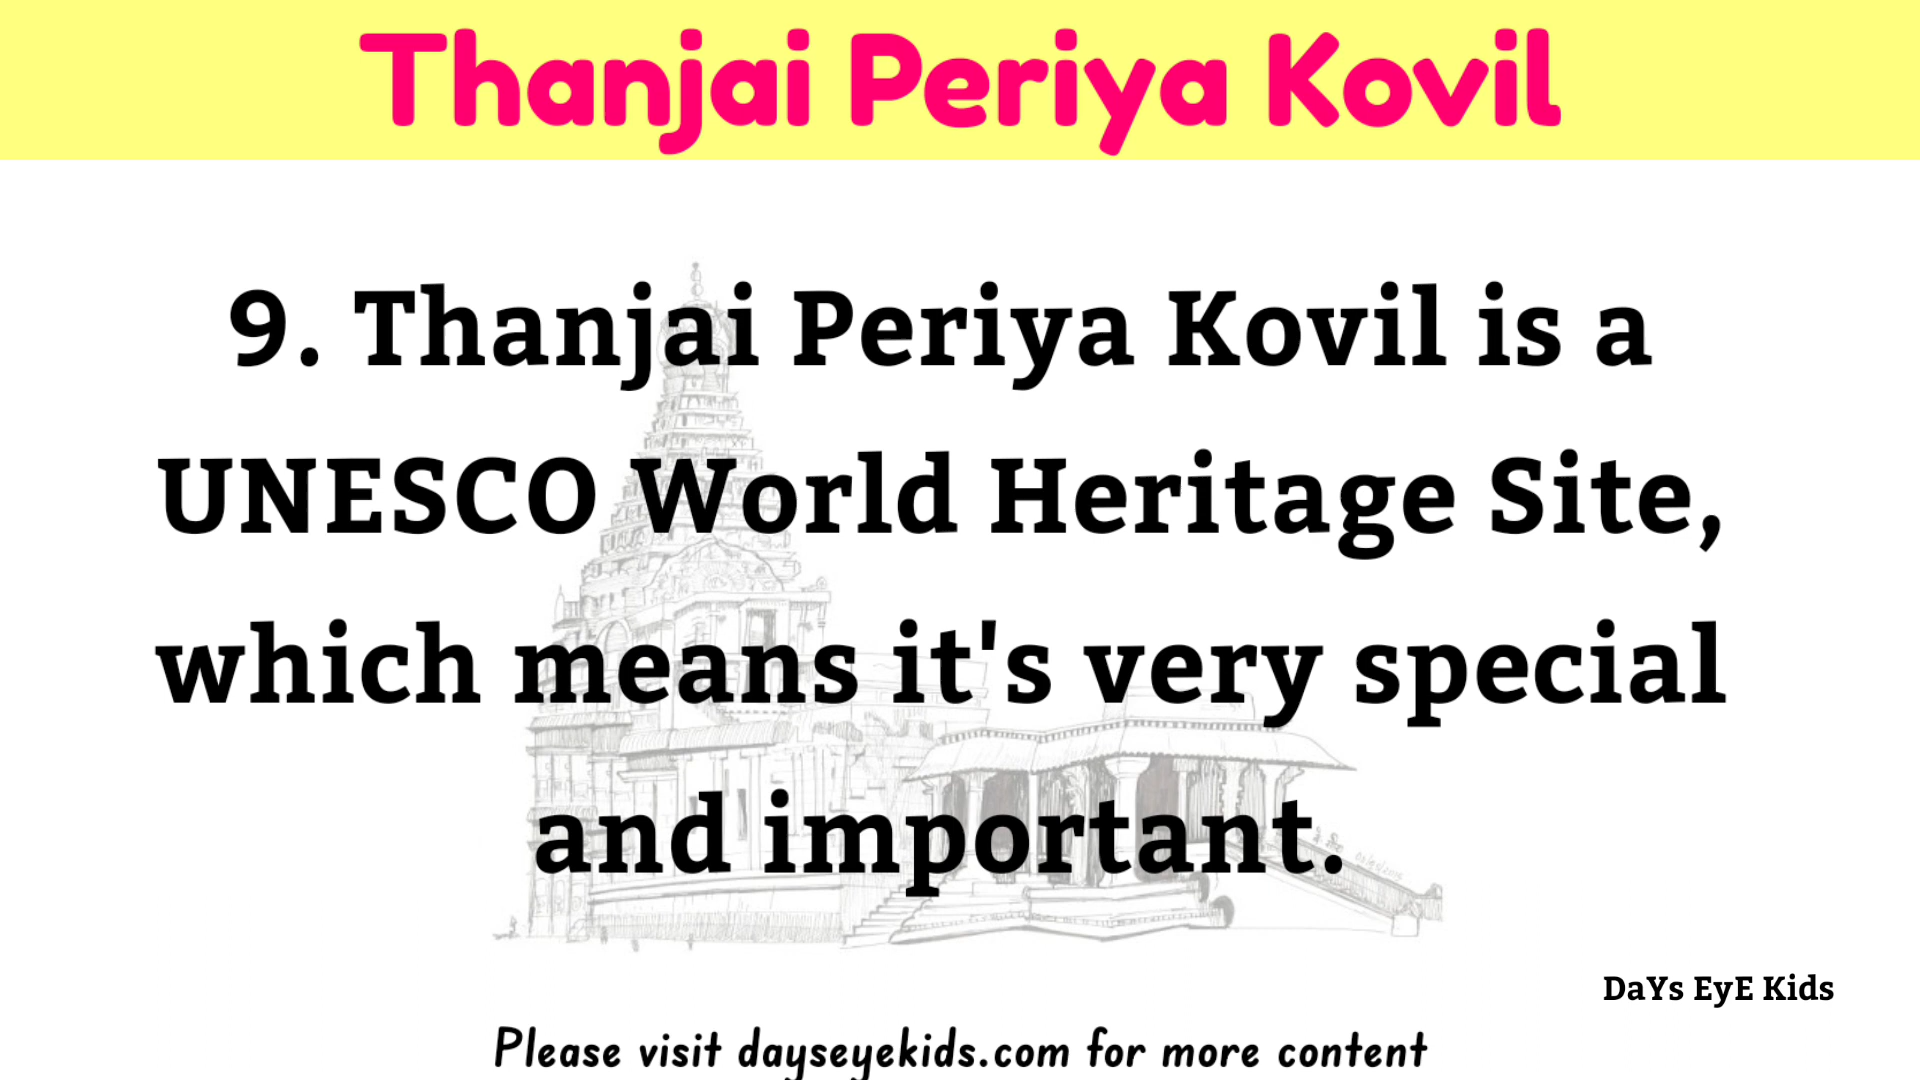 Thanjai Periya Kovil
9. Thanjai Periya Kovil is a
UNESCO World Heritage Site,
which means it's very special
and important.
DaYs EyE Kids
Please visit dayseyekids.com for more content